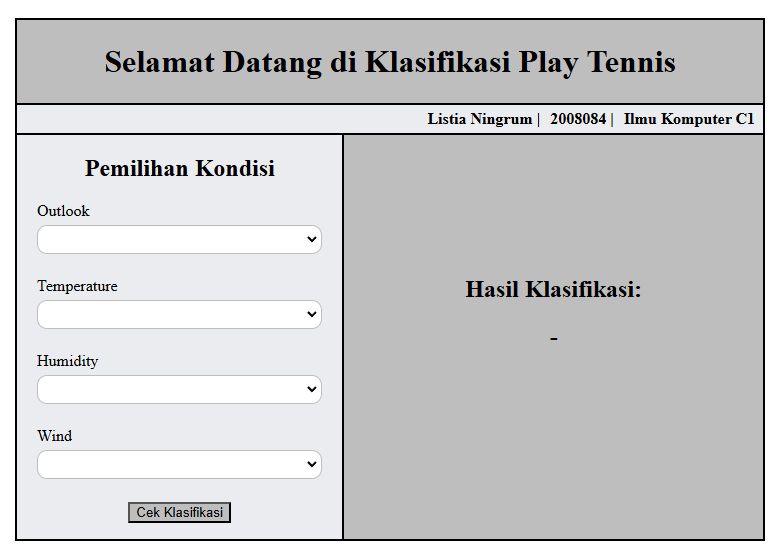 Selamat Datang di Klasifikasi Play Tennis
Listia Ningrum | 2008084 | Ilmu Komputer C1
Pemilihan Kondisi
Outlook
Temperature
Humidity
Wind
Cek Klasifikasi
Hasil Klasifikasi:
-